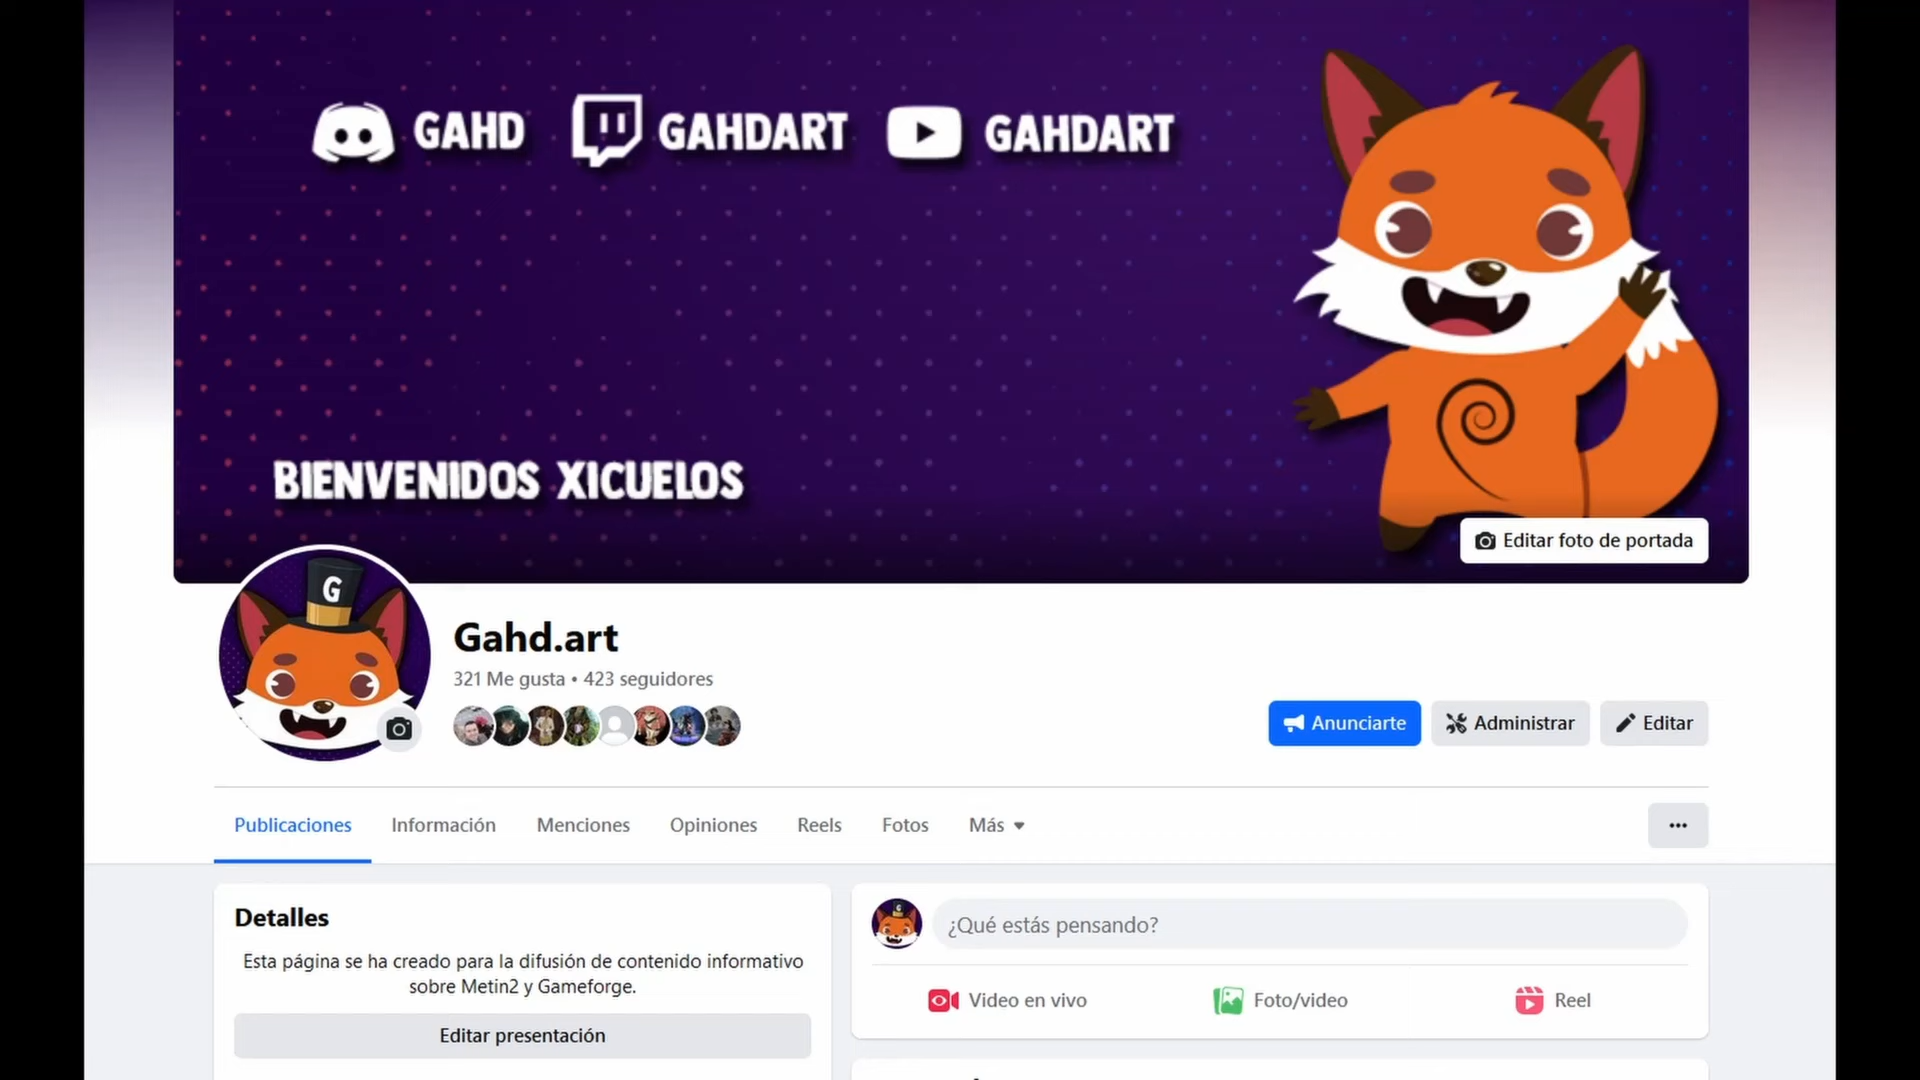 GAHD GAHDART GAHDART
BIENVENIDOS XICUELOS
Editar foto de portada
G
Gahd.art
321 Me gusta • 423 seguidores
Anunciarte Administrar Editar
Publicaciones Información Menciones Opiniones Reels Fotos Más
Detalles
Esta página se ha creado para la difusión de contenido informativo
sobre Metin2 y Gameforge.
Editar presentación
¿Qué estás pensando?
Video en vivo Foto/video Reel